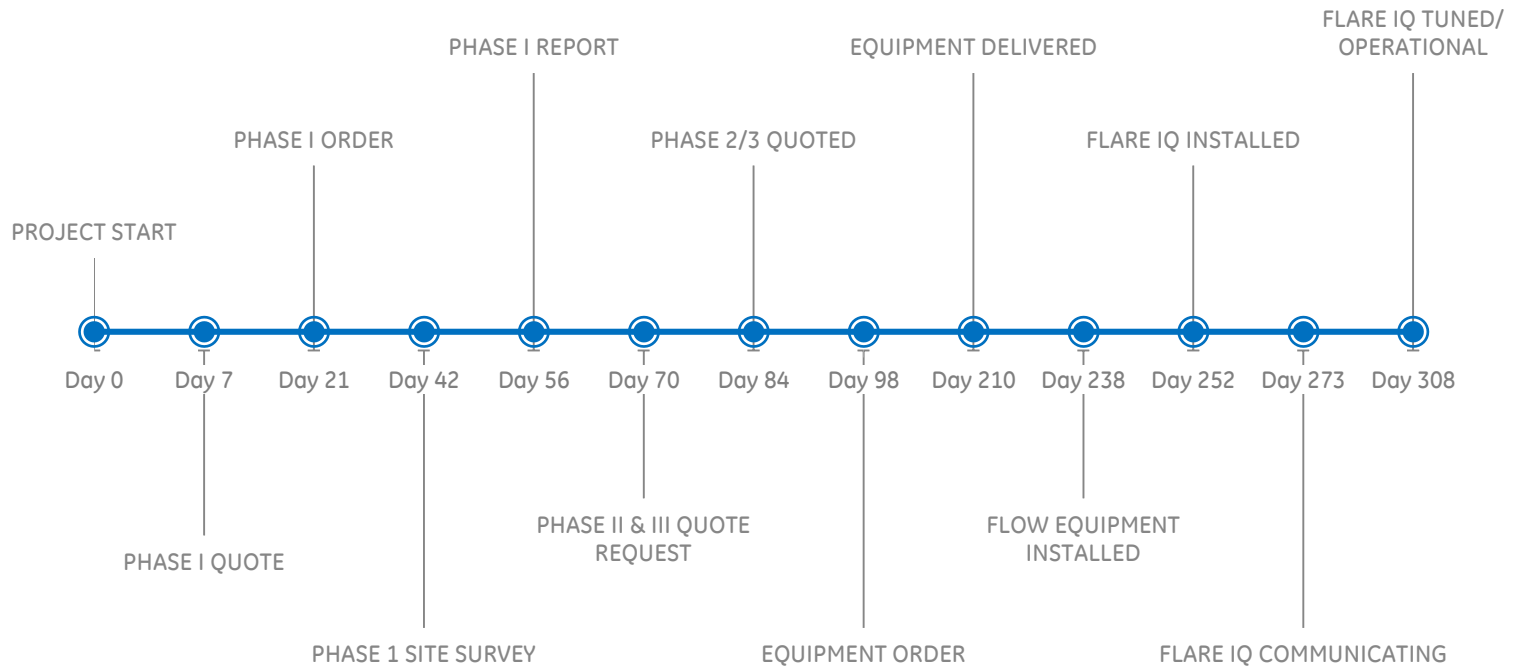 FLARE IQ TUNED/
OPERATIONAL
PHASE I REPORT
EQUIPMENT DELIVERED
PHASE I ORDER
PHASE 2/3 QUOTED
FLARE IQ INSTALLED
PROJECT START
Day 0
Day 7
Day 21
Day 42
Day 56
Day 70
Day 84
Day 98
Day 210
Day 238
Day 252
Day 273
Day 308
PHASE II & III QUOTE
REQUEST
FLOW EQUIPMENT
INSTALLED
PHASE I QUOTE
PHASE 1 SITE SURVEY
EQUIPMENT ORDER
FLARE IQ COMMUNICATING